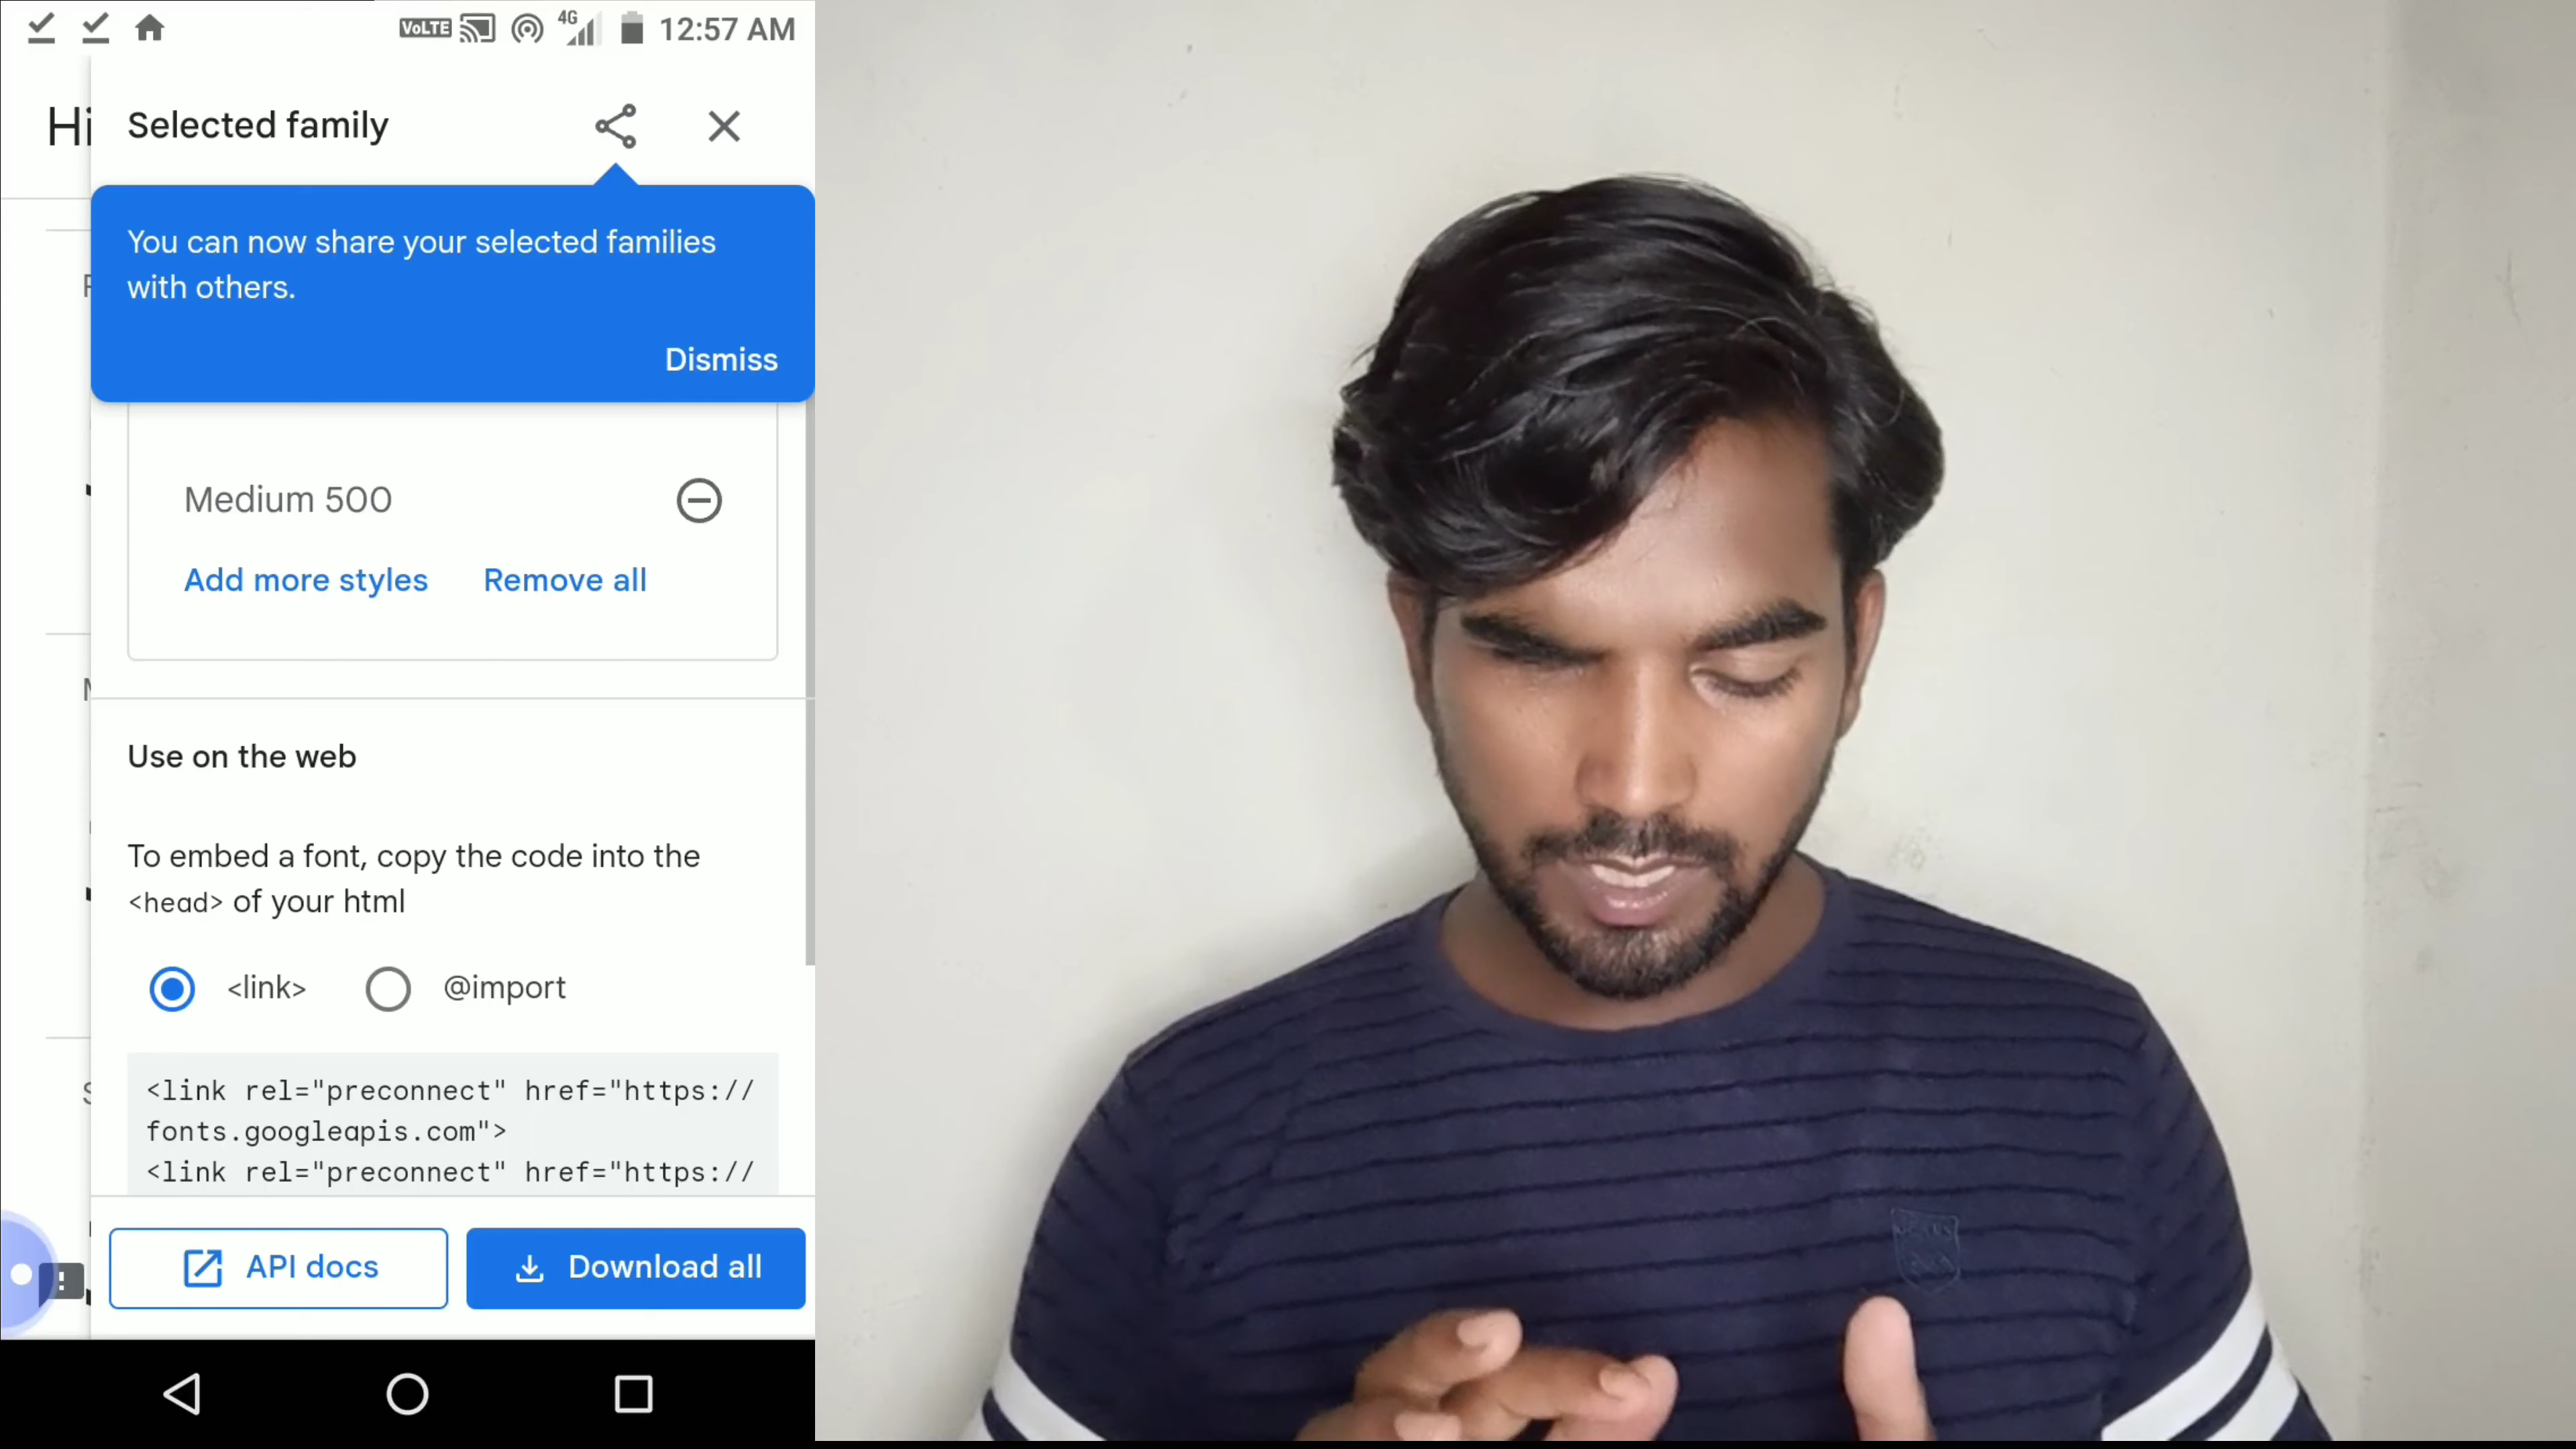 VoLTE 4G 12:57 AM
Hi
Selected family
You can now share your selected families
with others.
Dismiss
Medium 500
Add more styles Remove all
Use on the web
To embed a font, copy the code into the
<head> of your html
<link> @import
<link rel="preconnect" href="https://
fonts.googleapis.com">
<link rel="preconnect" href="https://
API docs Download all